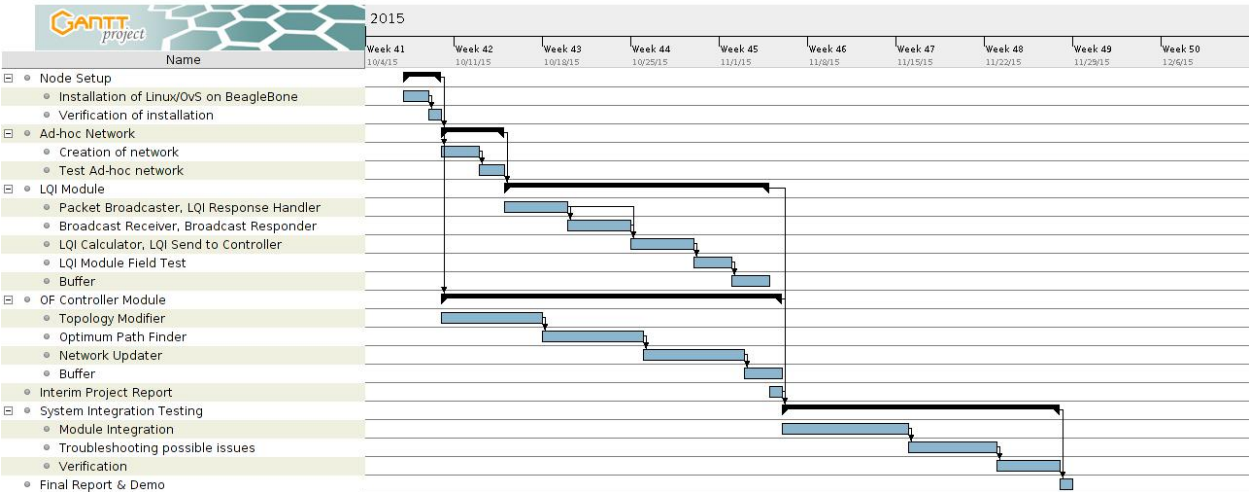 GANTT
project
2015
Week 41 Week 42 Week 43 Week 44 Week 45 Week 46 Week 47 Week 48 Week 49 Week 50
Name 10/4/15 10/11/15 10/18/15 10/25/15 11/1/15 11/8/15 11/15/15 11/22/15 11/29/15 12/6/15
Node Setup
Installation of Linux/OvS on BeagleBone
Verification of installation
Ad-hoc Network
Creation of network
Test Ad-hoc network
LQI Module
Packet Broadcaster, LQI Response Handler
Broadcast Receiver, Broadcast Responder
LQI Calculator, LQI Send to Controller
LQI Module Field Test
Buffer
OF Controller Module
Topology Modifier
Optimum Path Finder
Network Updater
Buffer
Interim Project Report
System Integration Testing
Module Integration
Troubleshooting possible issues
Verification
Final Report & Demo